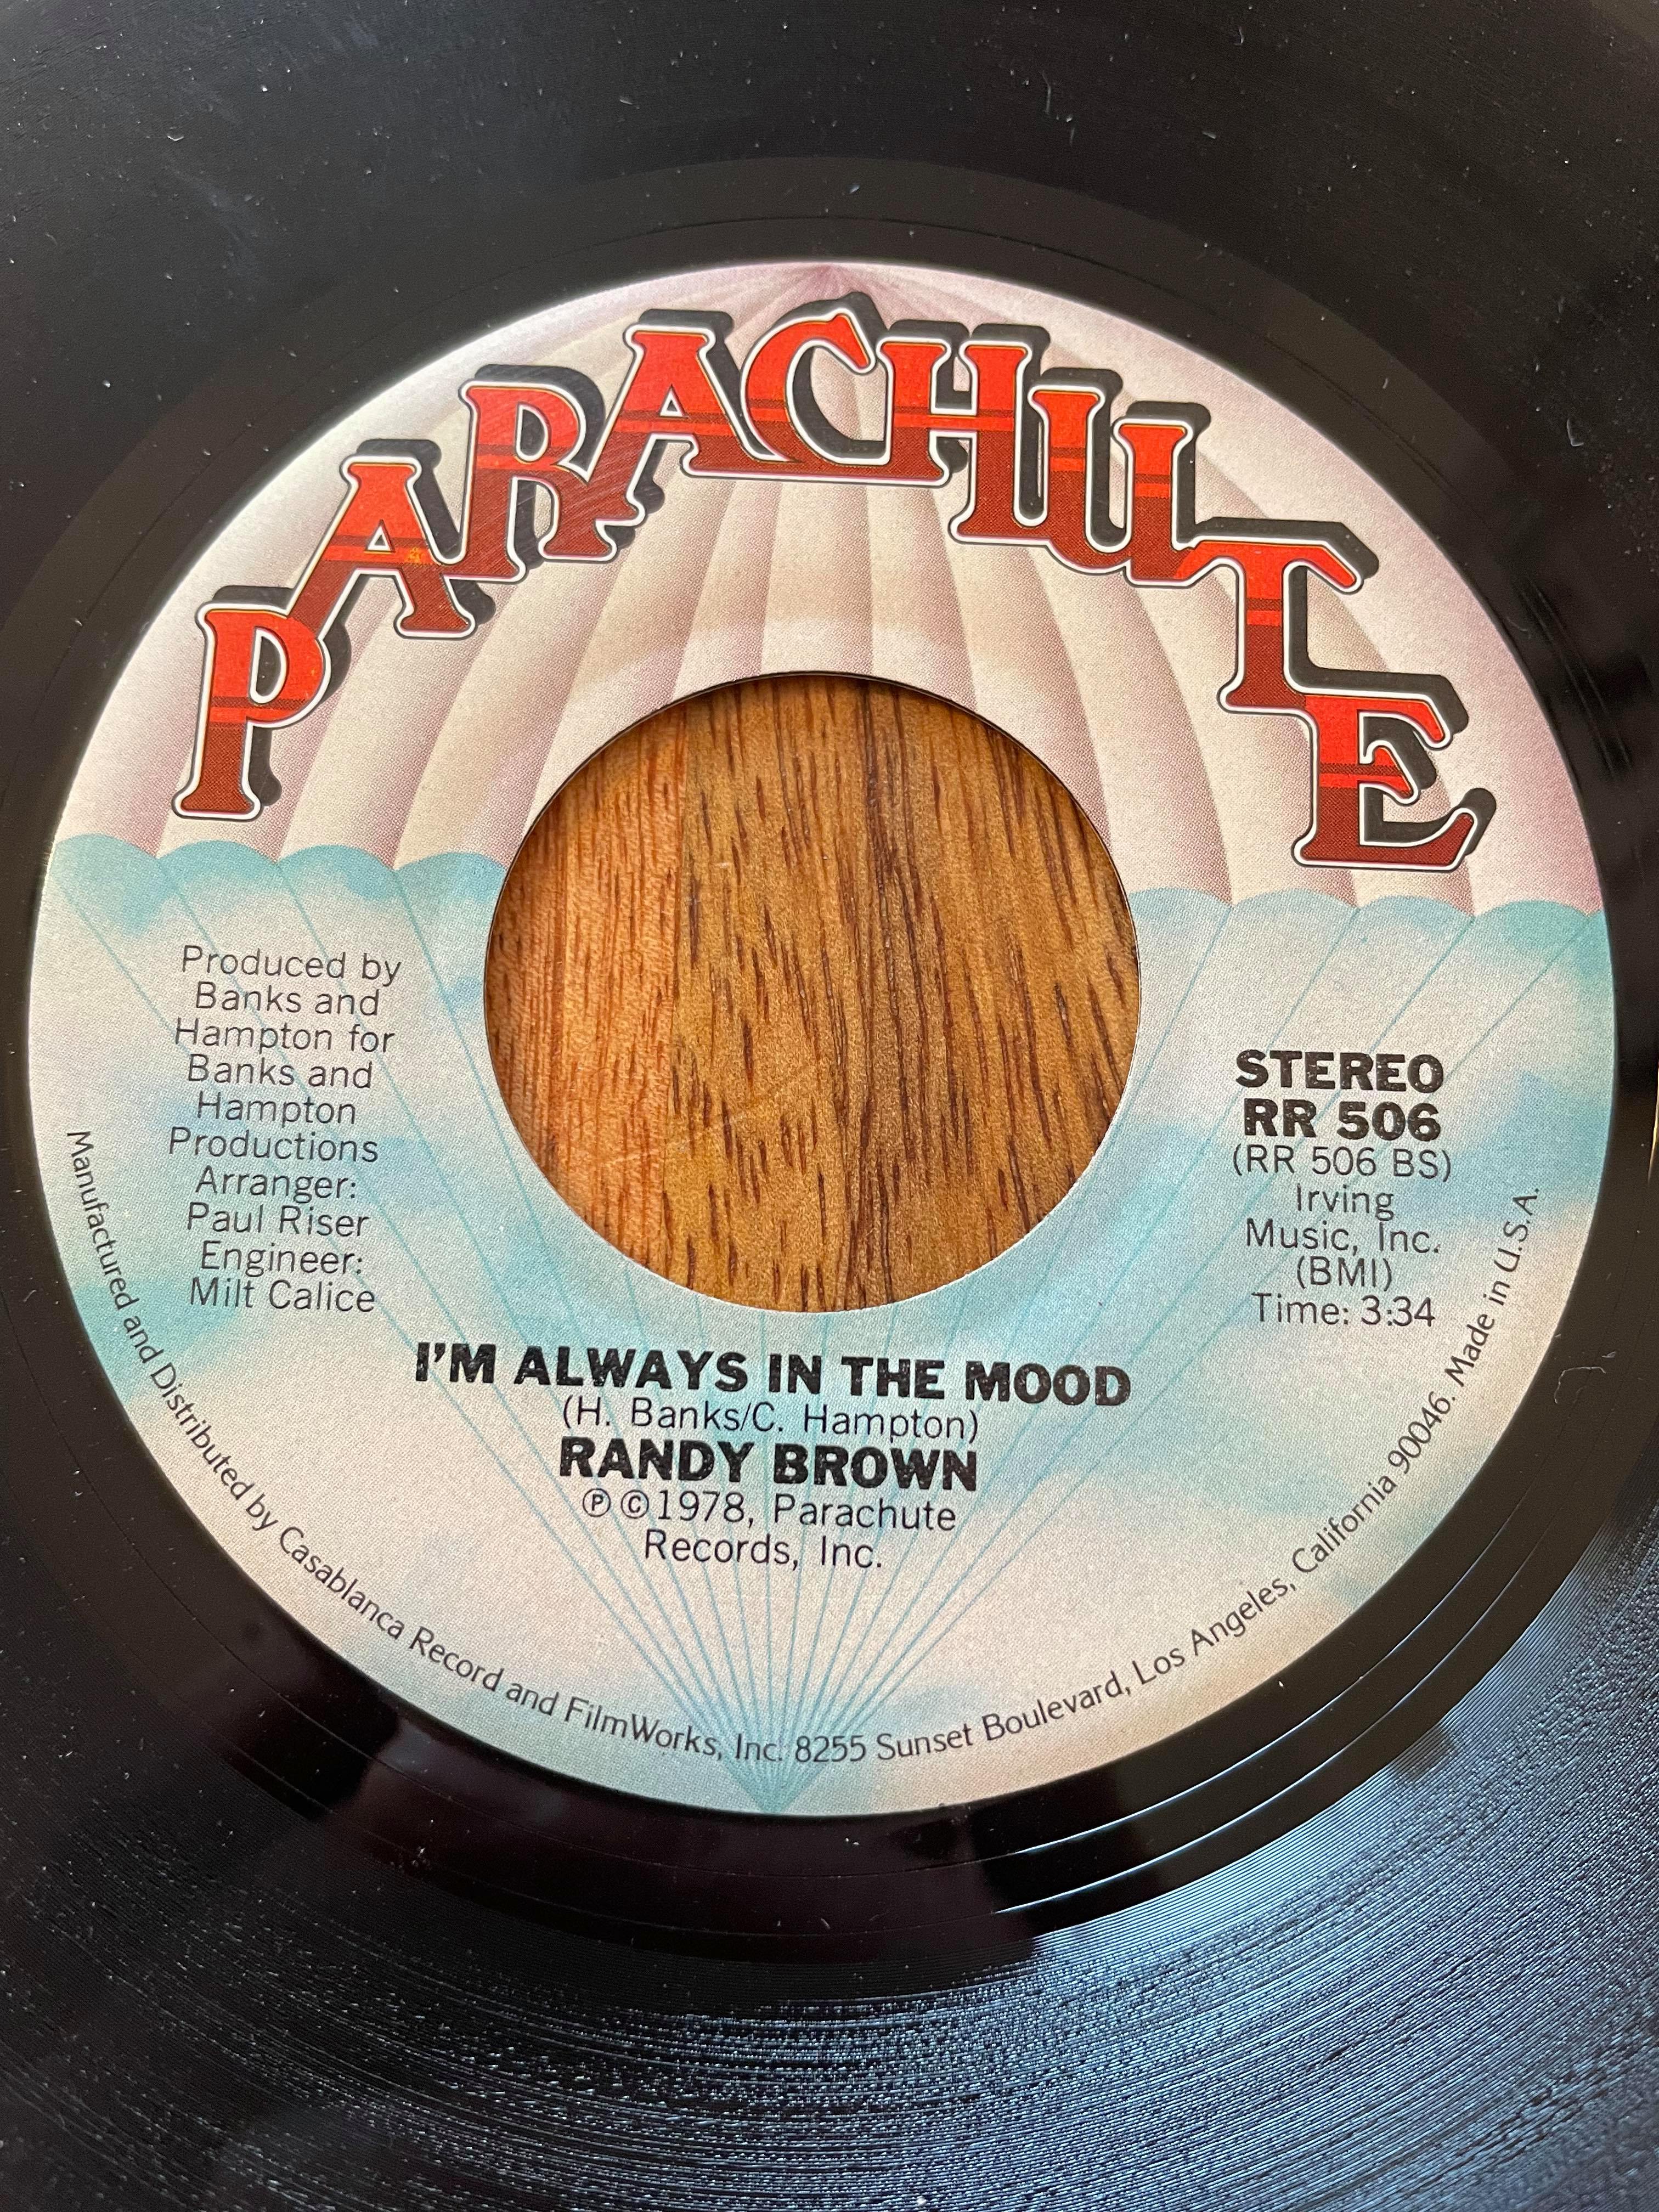 PARACHUTE
Produced by
Banks and
Hampton for
Banks and
Hampton
Productions
Arranger:
Paul Riser
Engineer:
Milt Calice
STEREO
RR 506
(RR 506 BS)
Irving
Music, Inc.
(BMI)
Time: 3:34
I'M ALWAYS IN THE MOOD
(H. Banks/C. Hampton)
RANDY BROWN
℗©1978, Parachute
Records, Inc.
Manufactured and Distributed by Casablanca Record and FilmWorks, Inc. 8255 Sunset Boulevard, Los Angeles, California 90046. Made in U.S.A.